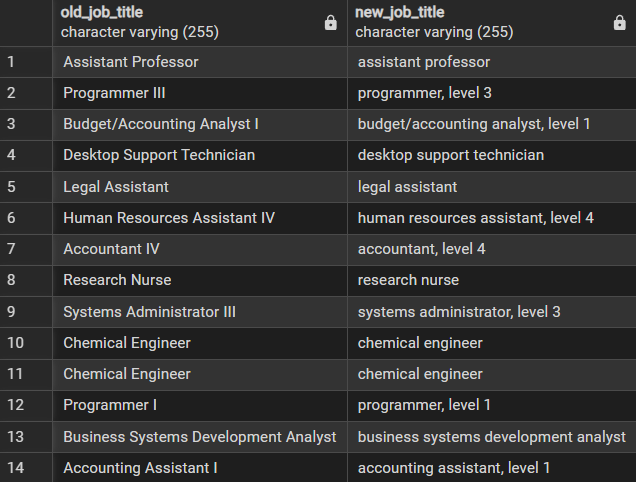 old_job_title new_job_title
character varying (255) character varying (255)
1 Assistant Professor assistant professor
2 Programmer III programmer, level 3
3 Budget/Accounting Analyst I budget/accounting analyst, level 1
4 Desktop Support Technician desktop support technician
5 Legal Assistant legal assistant
6 Human Resources Assistant IV human resources assistant, level 4
7 Accountant IV accountant, level 4
8 Research Nurse research nurse
9 Systems Administrator III systems administrator, level 3
10 Chemical Engineer chemical engineer
11 Chemical Engineer chemical engineer
12 Programmer I programmer, level 1
13 Business Systems Development Analyst business systems development analyst
14 Accounting Assistant I accounting assistant, level 1